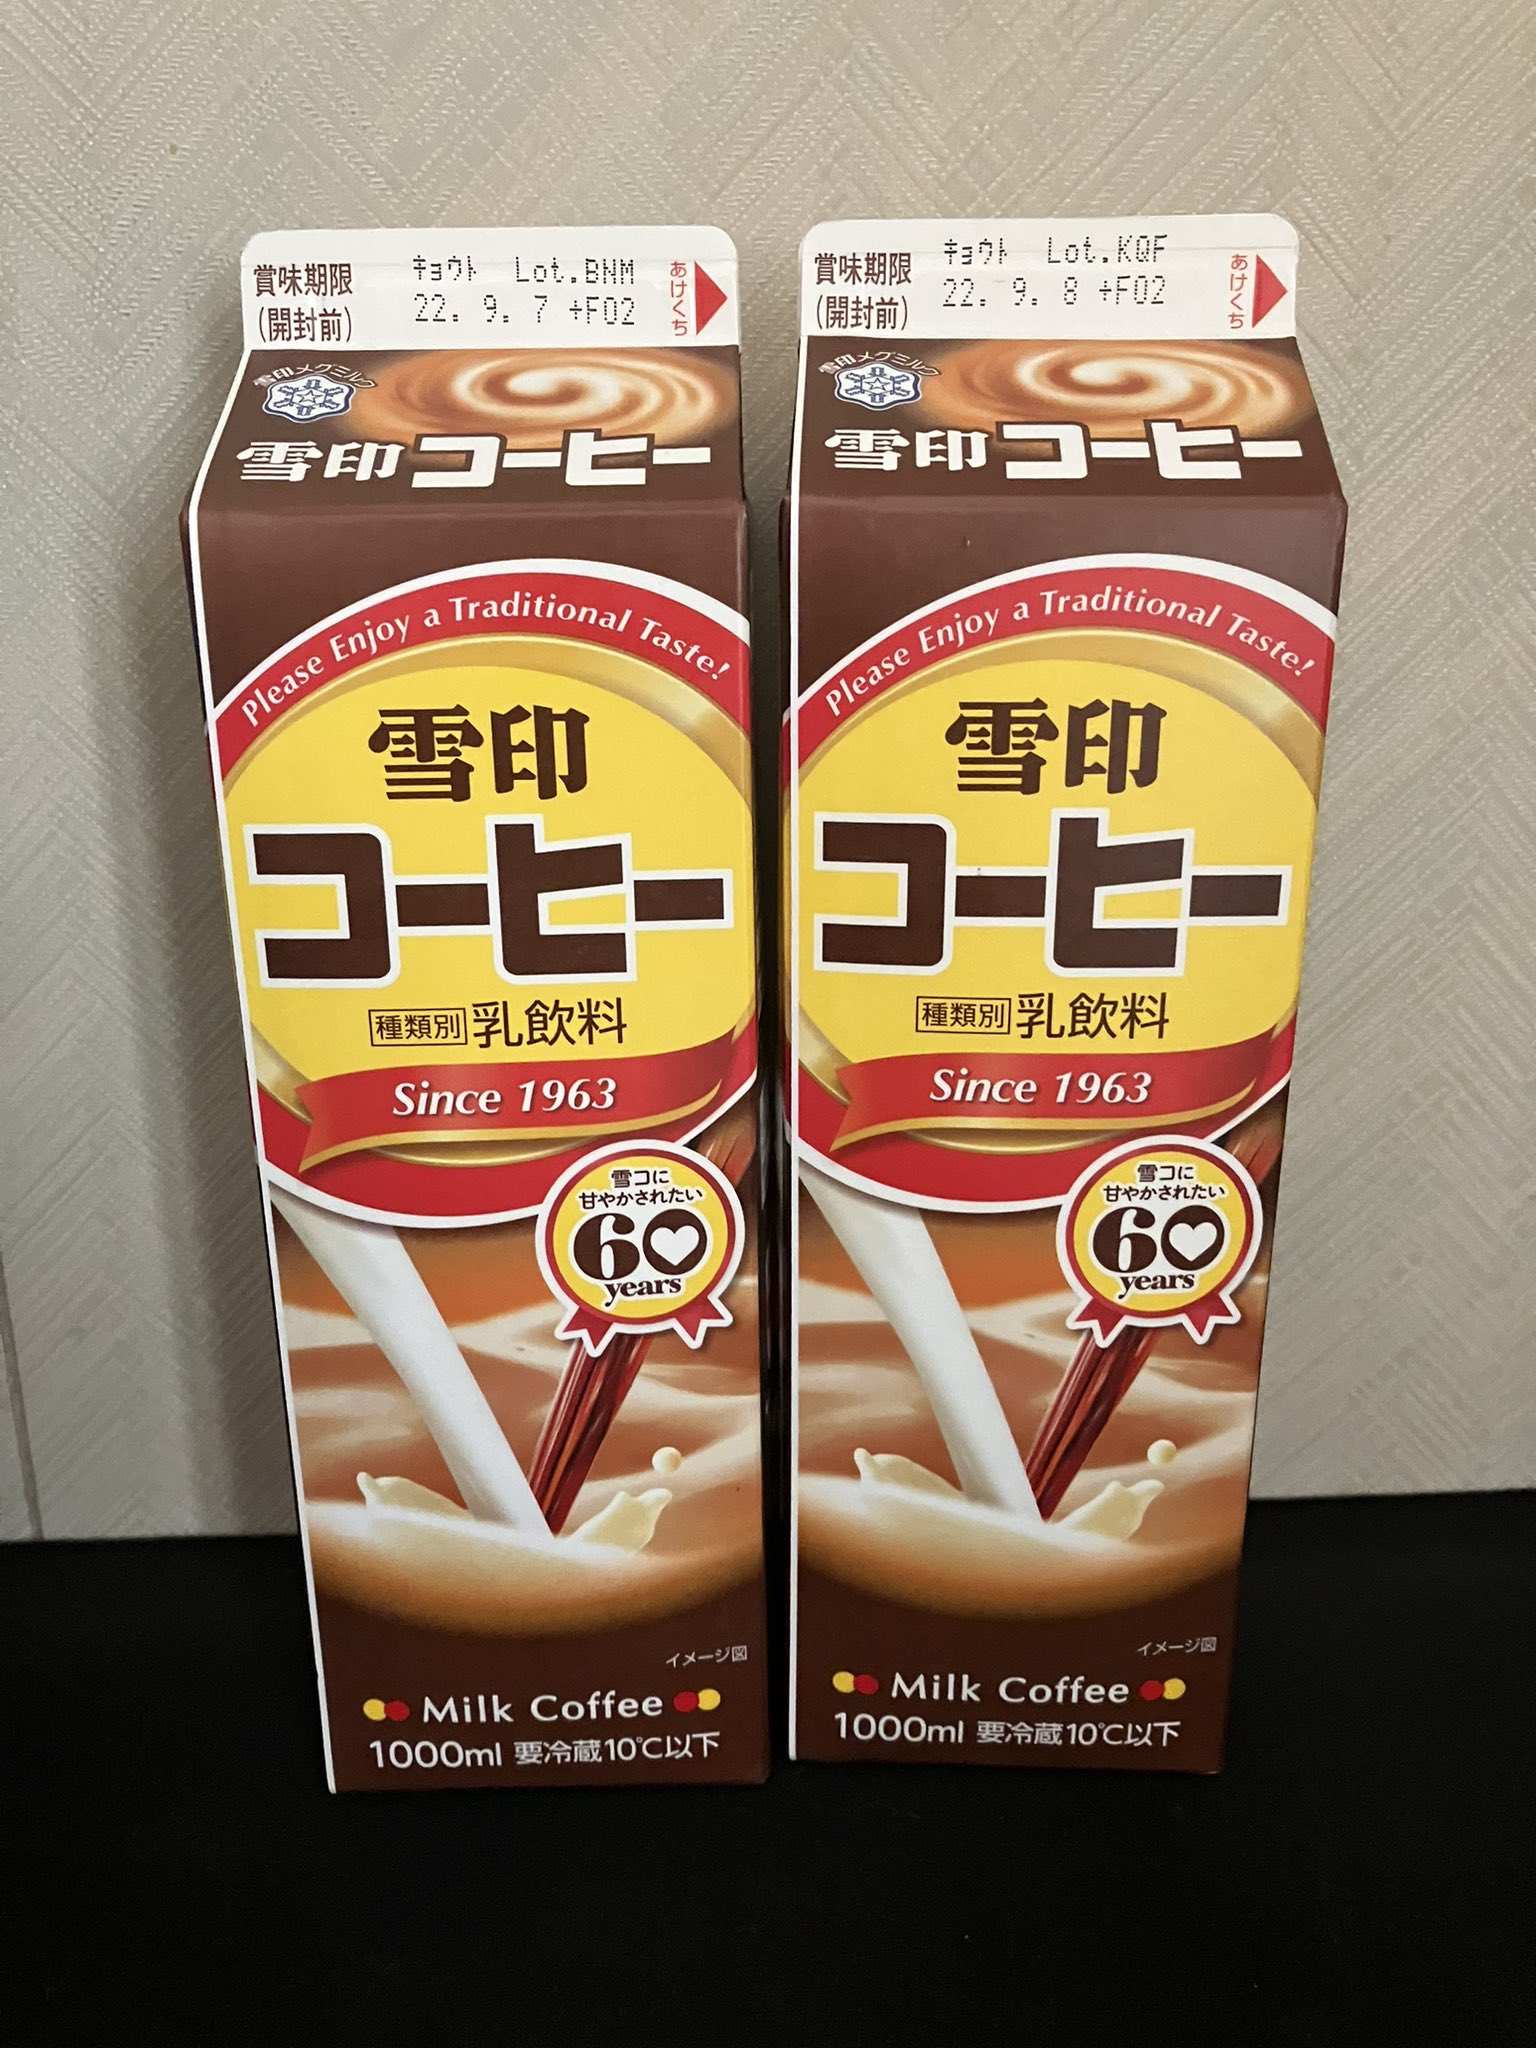 賞味期限
(開封前)
キョウト Lot.BNM
22. 9. 7 +F02
あけくち
雪印メグミルク
雪印コーヒー
Please Enjoy a Traditional Taste!
雪印
コーヒー
種類別 乳飲料
Since 1963
雪コに
甘やかされたい
60
years
イメージ図
Milk Coffee
1000ml 要冷蔵10℃以下
賞味期限
(開封前)
キョウト Lot.KQF
22. 9. 8 +F02
あけくち
雪印メグミルク
雪印コーヒー
Please Enjoy a Traditional Taste!
雪印
コーヒー
種類別 乳飲料
Since 1963
雪コに
甘やかされたい
60
years
イメージ図
Milk Coffee
1000ml 要冷蔵10℃以下